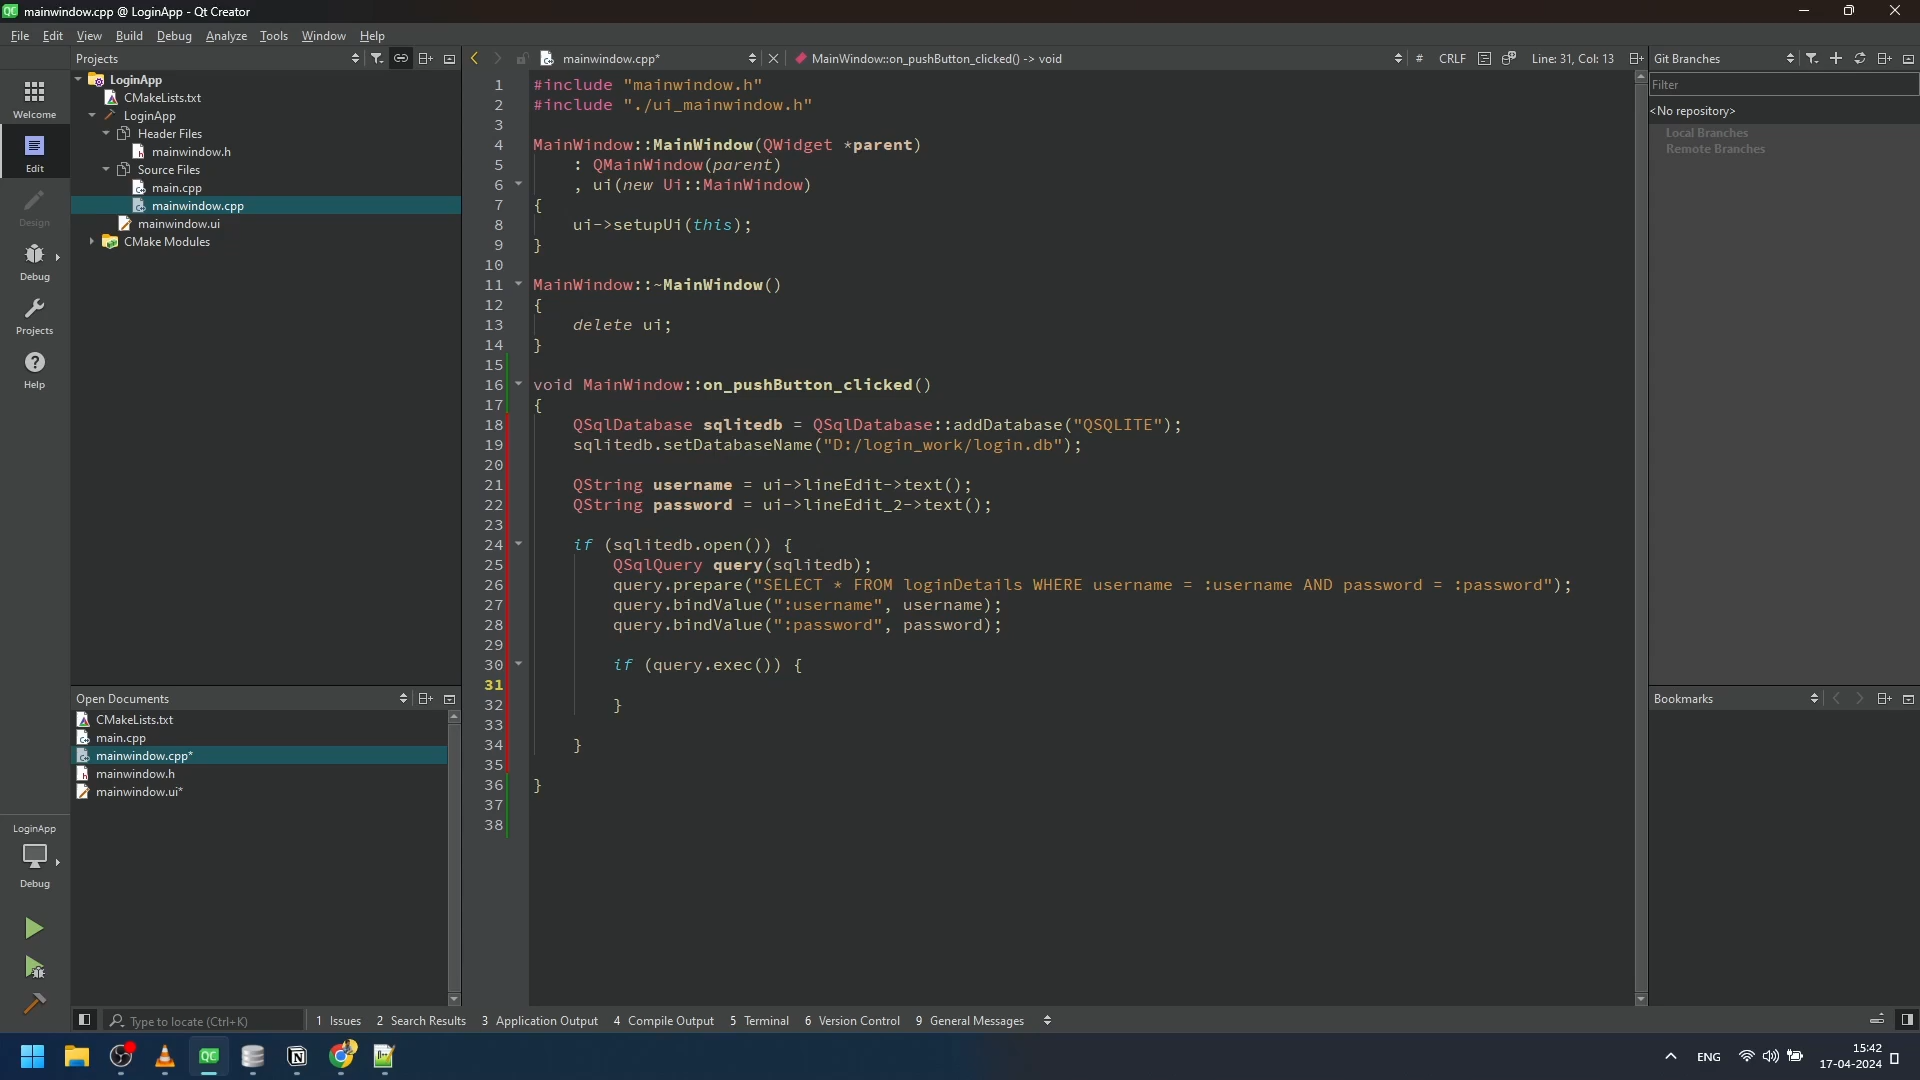 mainwindow.cpp @ LoginApp - Qt Creator
File Edit View Build Debug Analyze Tools Window Help
Projects
mainwindow.cpp*
MainWindow::on_pushButton_clicked() -> void
# CRLF Line: 31, Col: 13
Git Branches
Welcome
Edit
Design
Debug
Projects
Help
LoginApp
CMakeLists.txt
LoginApp
Header Files
mainwindow.h
Source Files
main.cpp
mainwindow.cpp
mainwindow.ui
CMake Modules
Open Documents
CMakeLists.txt
main.cpp
mainwindow.cpp*
mainwindow.h
mainwindow.ui*
LoginApp
Debug
1 #include "mainwindow.h"
2 #include "./ui_mainwindow.h"
3
4 MainWindow::MainWindow(QWidget *parent)
5 : QMainWindow(parent)
6 , ui(new Ui::MainWindow)
7 {
8 ui->setupUi(this);
9 }
10
11 MainWindow::~MainWindow()
12 {
13 delete ui;
14 }
15
16 void MainWindow::on_pushButton_clicked()
17 {
18 QSqlDatabase sqlitedb = QSqlDatabase::addDatabase("QSQLITE");
19 sqlitedb.setDatabaseName("D:/login_work/login.db");
20
21 QString username = ui->lineEdit->text();
22 QString password = ui->lineEdit_2->text();
23
24 if (sqlitedb.open()) {
25 QSqlQuery query(sqlitedb);
26 query.prepare("SELECT * FROM loginDetails WHERE username = :username AND password = :password");
27 query.bindValue(":username", username);
28 query.bindValue(":password", password);
29
30 if (query.exec()) {
31
32 }
33
34 }
35
36 }
37
38
Filter
<No repository>
Local Branches
Remote Branches
Bookmarks
Type to locate (Ctrl+K)
1 Issues 2 Search Results 3 Application Output 4 Compile Output 5 Terminal 6 Version Control 9 General Messages
ENG
15:42
17-04-2024